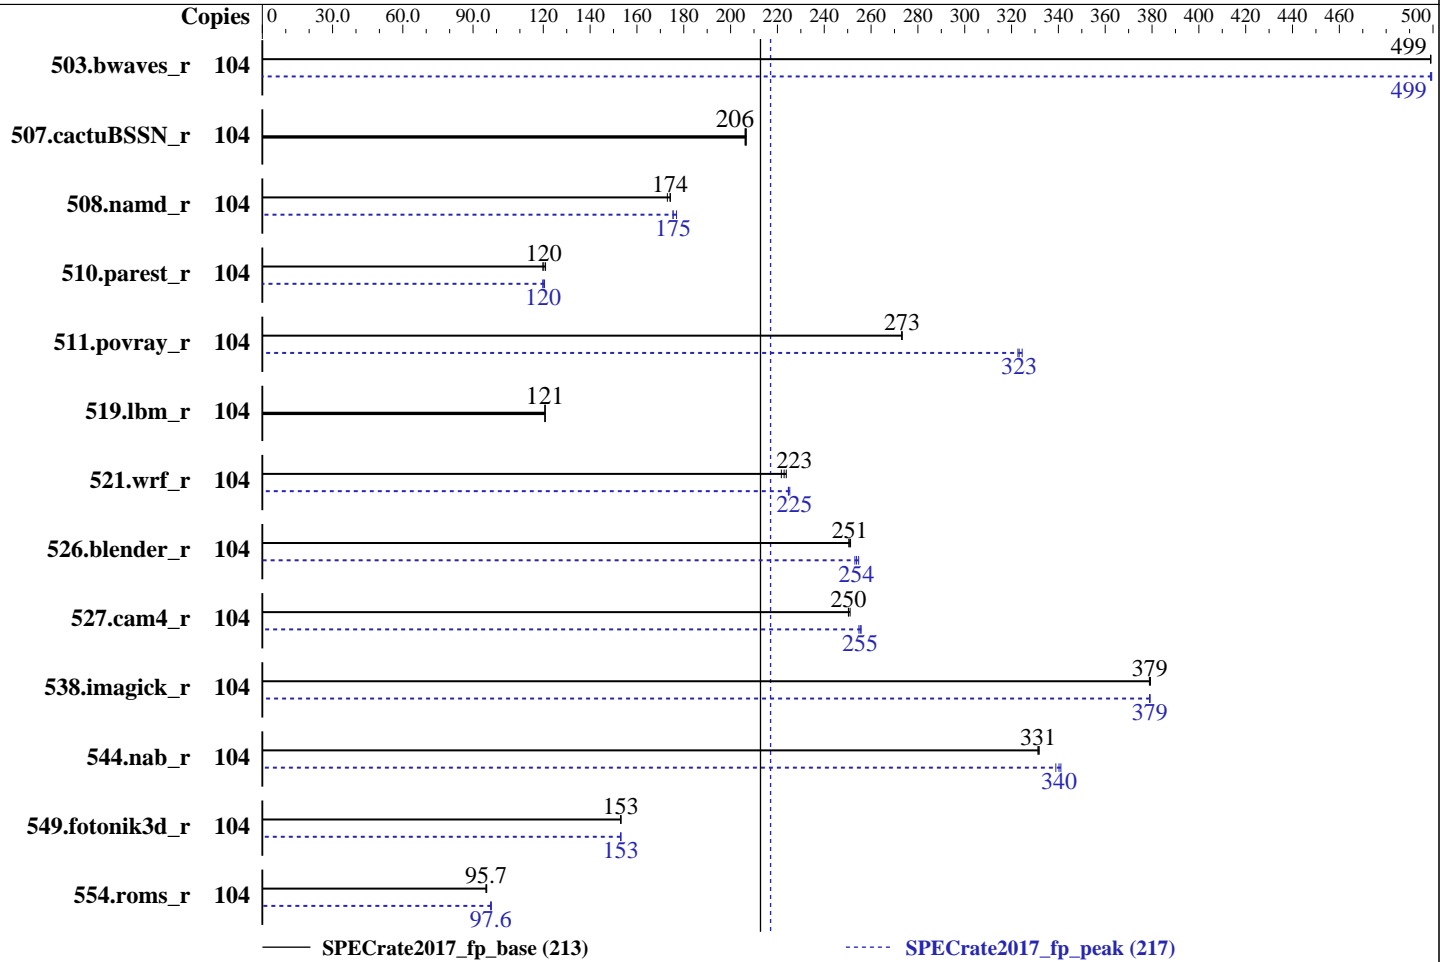 Copies 0 30.0 60.0 90.0 120 140 160 180 200 220 240 260 280 300 320 340 360 380 400 420 440 460 500
503.bwaves_r 104 499
499
507.cactuBSSN_r 104 206
508.namd_r 104 174
175
510.parest_r 104 120
120
511.povray_r 104 273
323
519.lbm_r 104 121
521.wrf_r 104 223
225
526.blender_r 104 251
254
527.cam4_r 104 250
255
538.imagick_r 104 379
379
544.nab_r 104 331
340
549.fotonik3d_r 104 153
153
554.roms_r 104 95.7
97.6
SPECrate2017_fp_base (213) SPECrate2017_fp_peak (217)